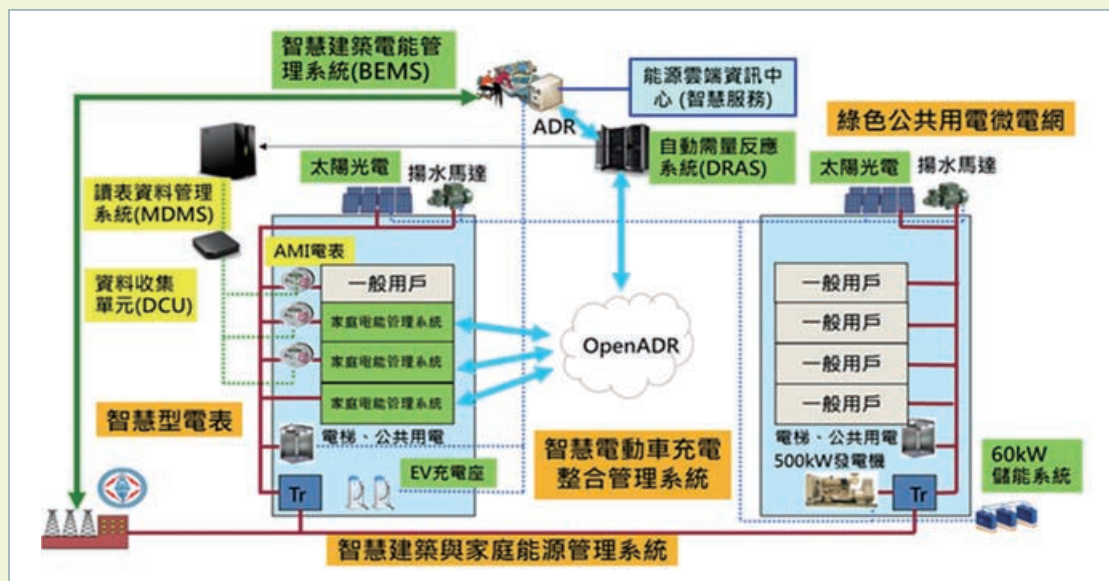 智慧建築電能管
理系統(BEMS)
ADR
能源雲端資訊中
心 (智慧服務)
綠色公共用電微電網
自動需量反應
系統(DRAS)
太陽光電
揚水馬達
太陽光電
揚水馬達
讀表資料管理
系統(MDMS)
AMI電表
資料收集
單元(DCU)
一般用戶
家庭電能管理系統
家庭電能管理系統
家庭電能管理系統
OpenADR
一般用戶
一般用戶
一般用戶
一般用戶
智慧型電表
電梯、公共用電
EV充電座
Tr
智慧電動車充電
整合管理系統
電梯、公共用電
500kW發電機
Tr
60kW
儲能系統
智慧建築與家庭能源管理系統